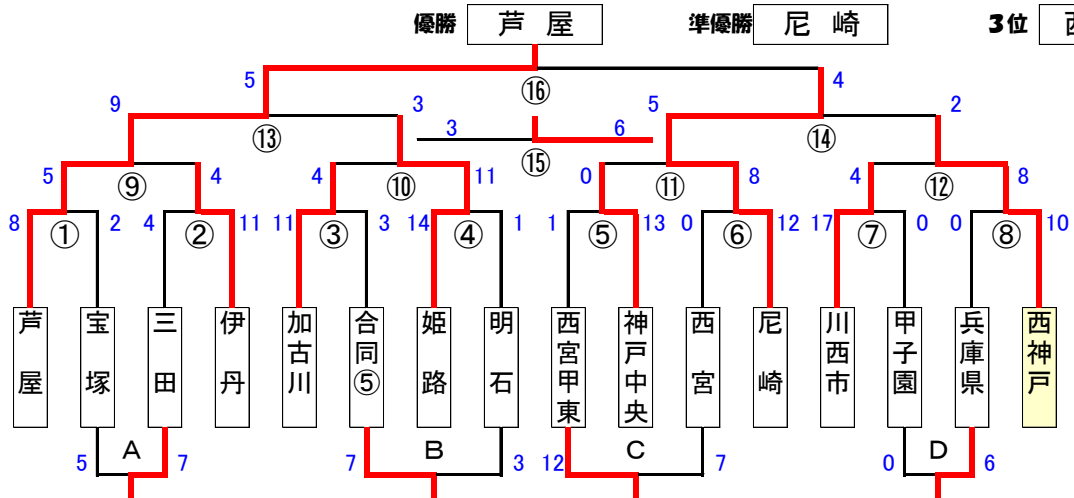 優勝 芦屋 準優勝 尼崎 3位 西
5 ⑯ 4
9 3 5 2
⑬ 3 6 ⑭
⑮
5 ⑨ 4 4 ⑩ 11 0 ⑪ 8 4 ⑫ 8
8 ① 2 4 ② 11 11 ③ 3 14 ④ 1 1 ⑤ 13 0 ⑥ 12 17 ⑦ 0 0 ⑧ 10
芦屋 宝塚 三田 伊丹 加古川 合同⑤ 姫路 明石 西宮甲東 神戸中央 西宮 尼崎 川西市 甲子園 兵庫県 西神戸
A B C D
5 7 7 3 12 7 0 6